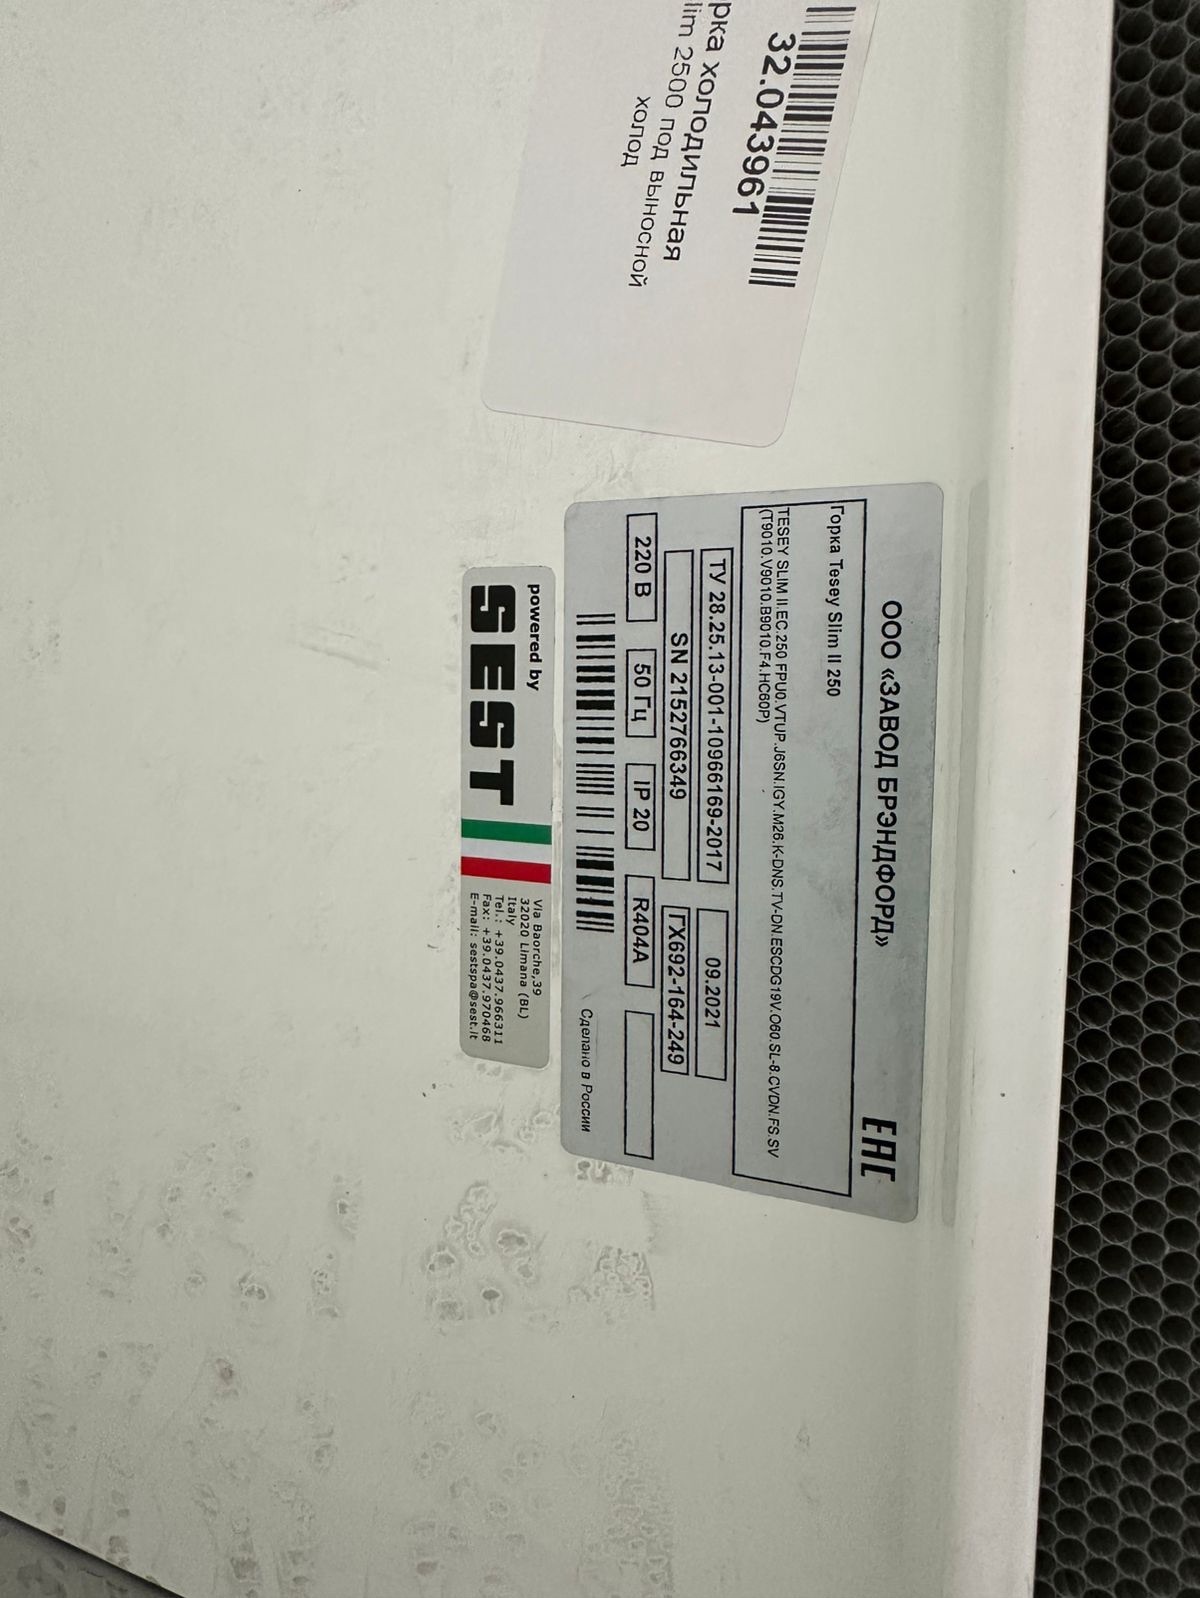 32.043961
рка холодильная
lim 2500 под выносной
холод
ООО «ЗАВОД БРЭНДФОРД»
EAC
Горка Tesey Slim II 250
TESEY SLIM II.EC.250 FPU0.VTUP.J6SN.IGY.M26.K-DNS.TV-DN.ESCDG19V.O60.SL-8.CVDN.FS.SV
(T9010.V9010.B9010.F4.HC60P)
ТУ 28.25.13-001-10966169-2017
09.2021
SN 2152766349
ГХ692-164-249
220 В
50 Гц
IP 20
R404A
Сделано в России
powered by
SEST
Via Baorche,39
32020 Limana (BL)
Italy
Tel.: +39.0437.966311
Fax: +39.0437.970468
E-mail: sestspa@sest.it